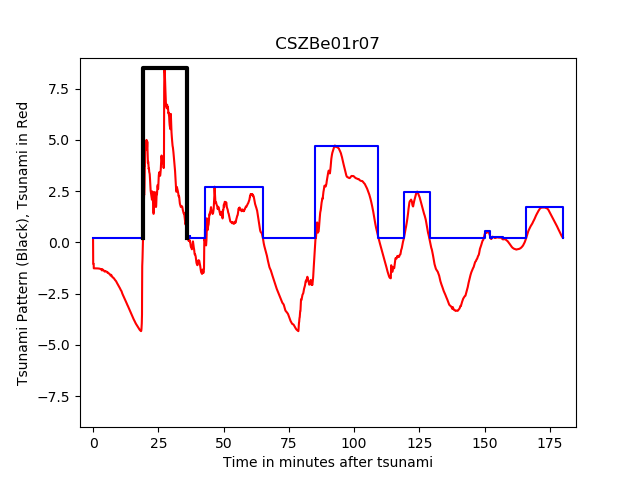 CSZBe01r07
Tsunami Pattern (Black), Tsunami in Red
7.5
5.0
2.5
0.0
−2.5
−5.0
−7.5
0 25 50 75 100 125 150 175
Time in minutes after tsunami